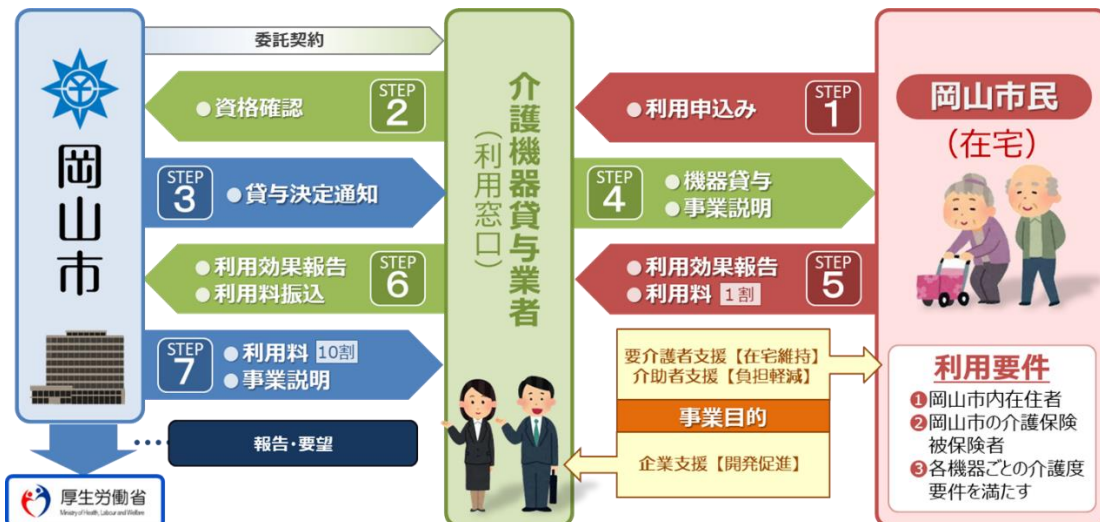 委託契約
岡山市
STEP 2
●資格確認
STEP 3
●貸与決定通知
●利用効果報告
●利用料振込
STEP 6
STEP 7
●利用料 10割
●事業説明
報告・要望
厚生労働省
Ministry of Health, Labour and Welfare
介護機器貸与業者
(利用窓口)
●利用申込み
STEP 1
STEP 4
●機器貸与
●事業説明
●利用効果報告
●利用料 1割
STEP 5
要介護者支援【在宅維持】
介助者支援【負担軽減】
事業目的
企業支援【開発促進】
岡山市民
(在宅)
利用要件
❶岡山市内在住者
❷岡山市の介護保険
被保険者
❸各機器ごとの介護度
要件を満たす